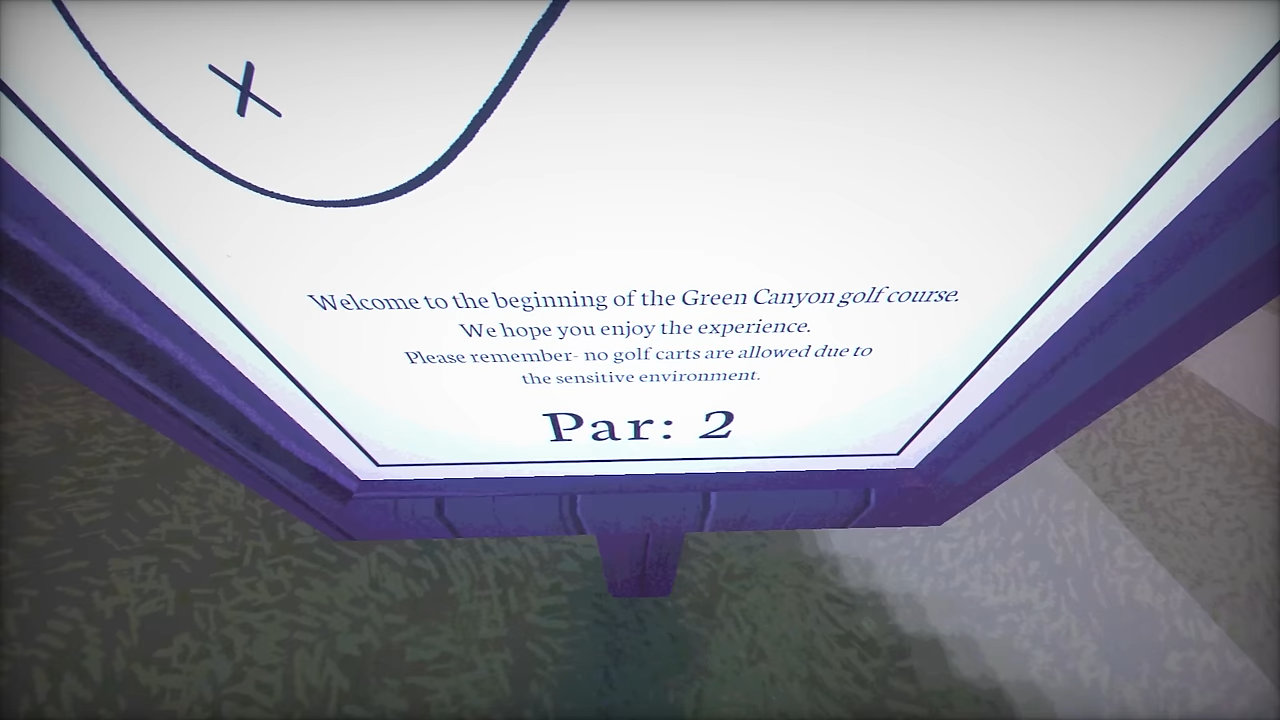 X
Welcome to the beginning of the Green Canyon golf course.
We hope you enjoy the experience.
Please remember- no golf carts are allowed due to
the sensitive environment.
Par: 2